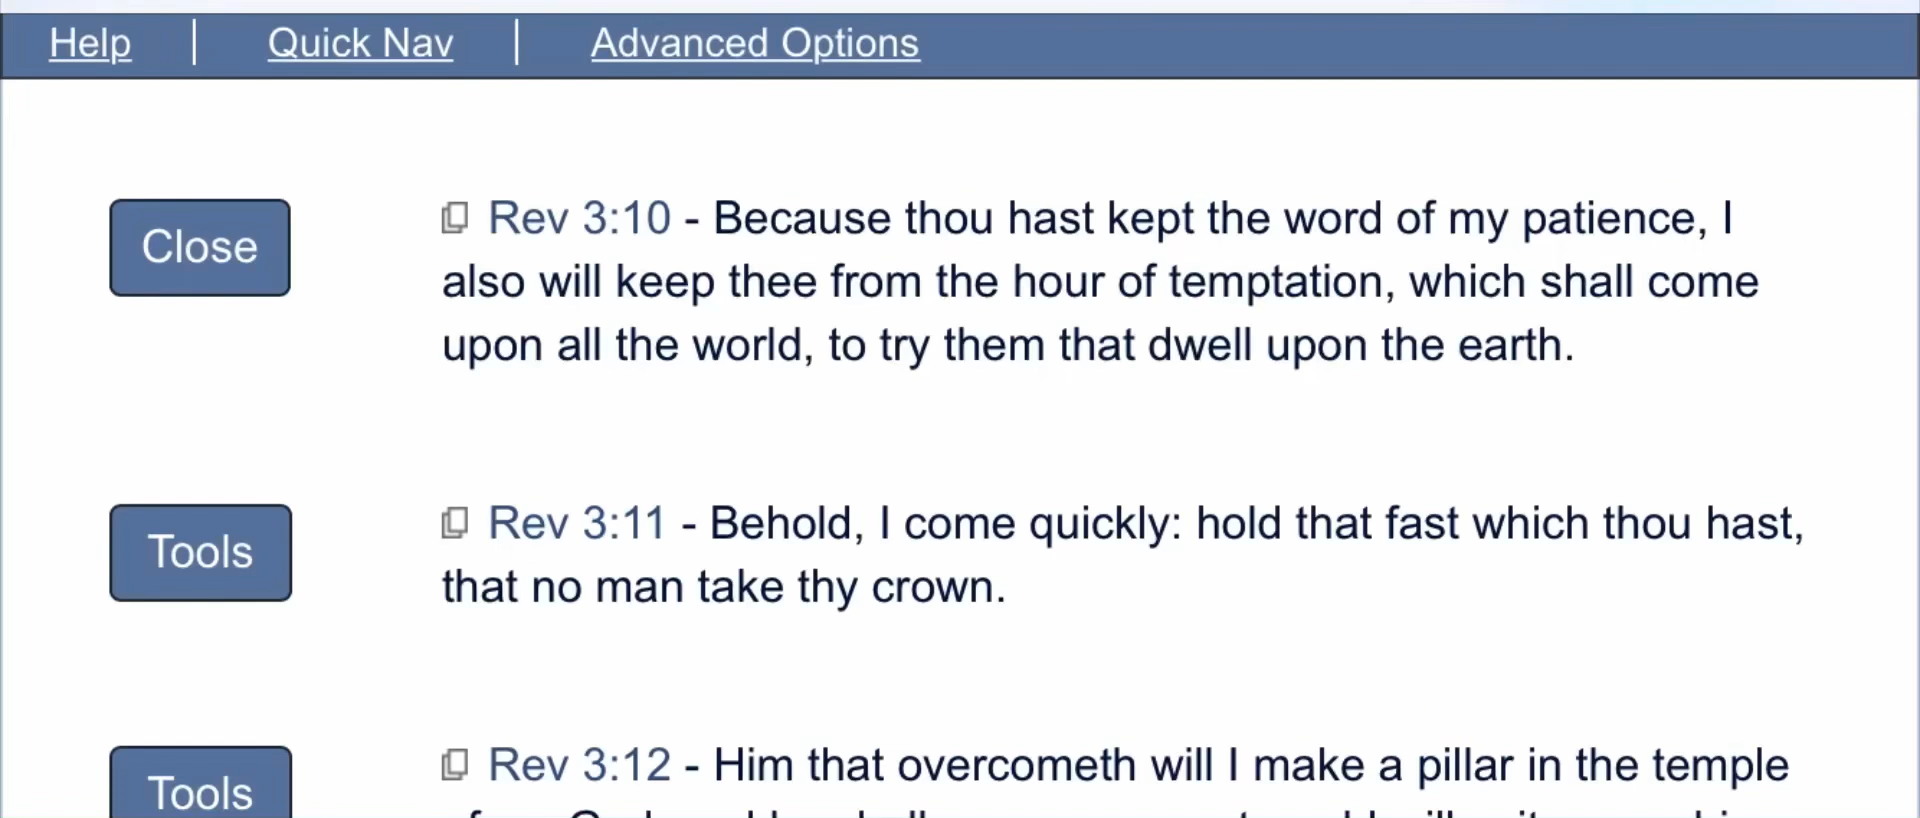 Help | Quick Nav | Advanced Options
Close
Rev 3:10 - Because thou hast kept the word of my patience, I
also will keep thee from the hour of temptation, which shall come
upon all the world, to try them that dwell upon the earth.
Tools
Rev 3:11 - Behold, I come quickly: hold that fast which thou hast,
that no man take thy crown.
Tools
Rev 3:12 - Him that overcometh will I make a pillar in the temple